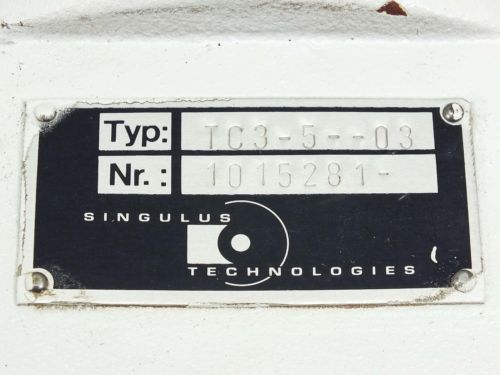 Typ: TC3-5--03
Nr.: 1015281-
SINGULUS
TECHNOLOGIES